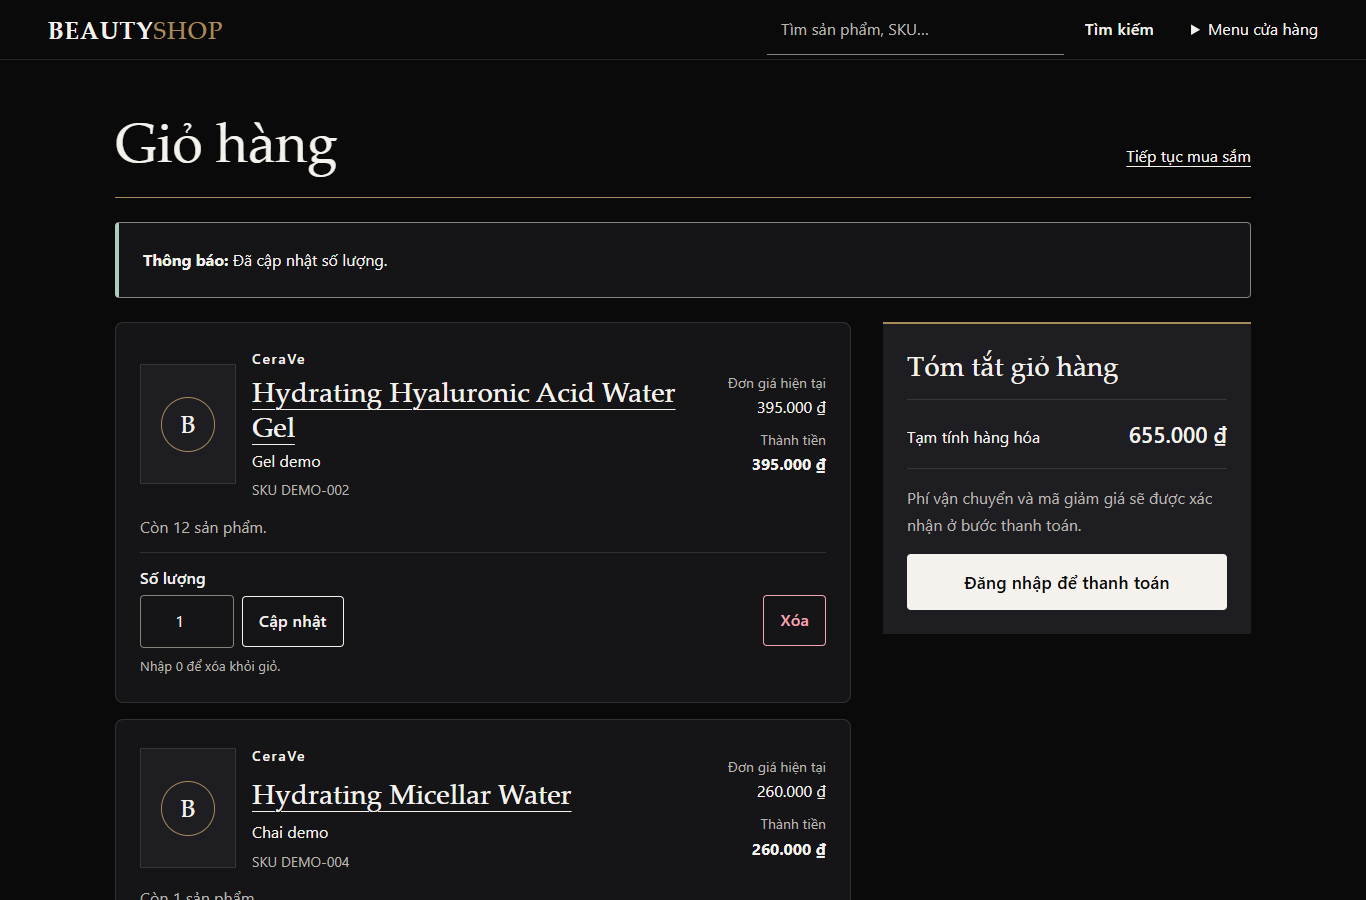 BEAUTYSHOP
Tìm sản phẩm, SKU...
Tìm kiếm
Menu cửa hàng
Giỏ hàng
Tiếp tục mua sắm
Thông báo: Đã cập nhật số lượng.
CeraVe
Hydrating Hyaluronic Acid Water
Gel
Gel demo
SKU DEMO-002
Đơn giá hiện tại
395.000 ₫
Thành tiền
395.000 ₫
B
Còn 12 sản phẩm.
Số lượng
1
Cập nhật
Xóa
Nhập 0 để xóa khỏi giỏ.
CeraVe
Hydrating Micellar Water
Chai demo
SKU DEMO-004
Đơn giá hiện tại
260.000 ₫
Thành tiền
260.000 ₫
B
Còn 1 sản phẩm.
Tóm tắt giỏ hàng
Tạm tính hàng hóa
655.000 ₫
Phí vận chuyển và mã giảm giá sẽ được xác
nhận ở bước thanh toán.
Đăng nhập để thanh toán